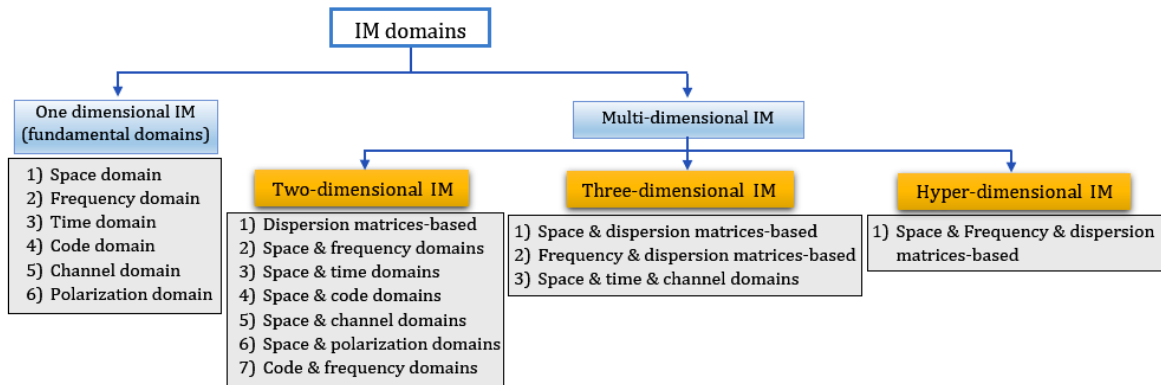 IM domains
One dimensional IM
(fundamental domains)
1) Space domain
2) Frequency domain
3) Time domain
4) Code domain
5) Channel domain
6) Polarization domain
Multi-dimensional IM
Two-dimensional IM
1) Dispersion matrices-based
2) Space & frequency domains
3) Space & time domains
4) Space & code domains
5) Space & channel domains
6) Space & polarization domains
7) Code & frequency domains
Three-dimensional IM
1) Space & dispersion matrices-based
2) Frequency & dispersion matrices-based
3) Space & time & channel domains
Hyper-dimensional IM
1) Space & Frequency & dispersion
matrices-based